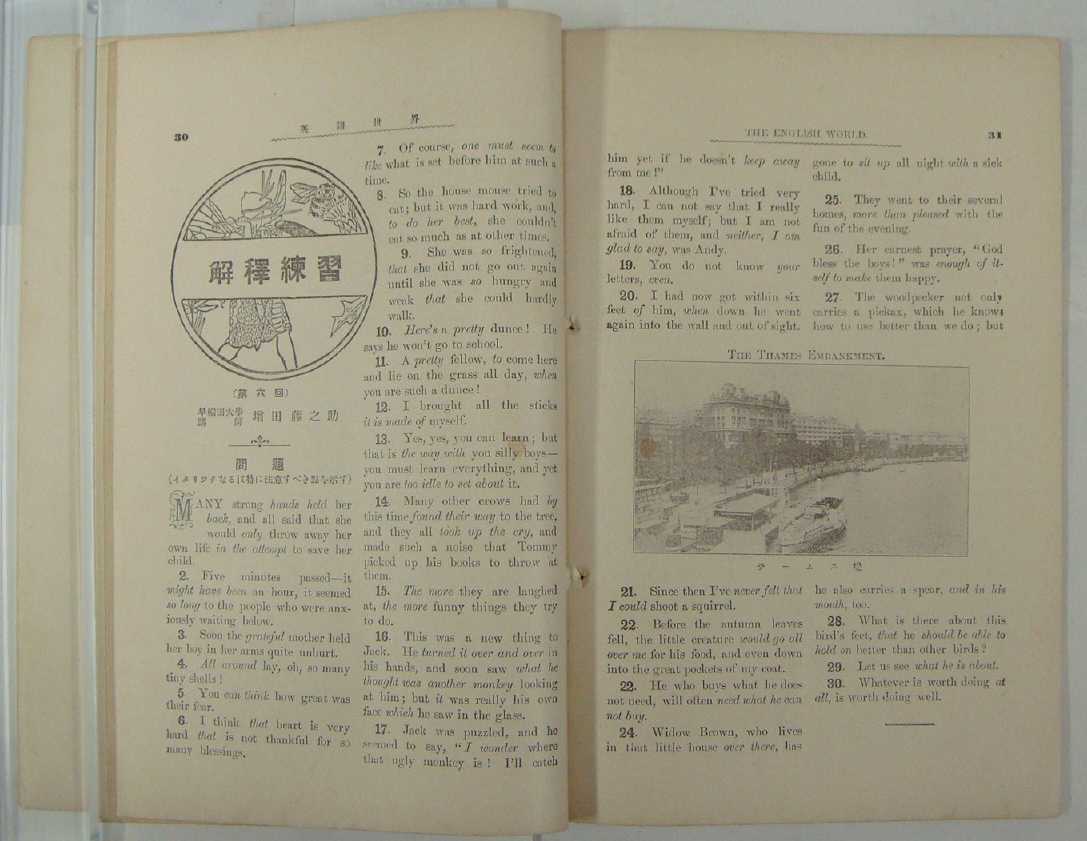 30
英語世界
解釋練習
(第六回)
早稲田大學
講師
増田藤之助
問題
(イタリックなるは特に注意すべき點を示す)
MANY strong hands held her
back, and all said that she
would only throw away her
own life in the attempt to save her
child.
2. Five minutes passed—it
might have been an hour, it seemed
so long to the people who were anx-
iously waiting below.
3. Soon the grateful mother held
her boy in her arms quite unhurt.
4. All around lay, oh, so many
tiny shells!
5 You can think how great was
their fear.
6. I think that heart is very
hard that is not thankful for so
many blessings.
7. Of course, one must seem to
like what is set before him at such a
time.
8. So the house mouse tried to
eat; but it was hard work, and,
to do her best, she couldn't
eat so much as at other times.
9. She was so frightened,
that she did not go out again
until she was so hungry and
weak that she could hardly
walk.
10. Here's a pretty dunce! He
says he won't go to school.
11. A pretty fellow, to come here
and lie on the grass all day, when
you are such a dunce!
12. I brought all the sticks
it is made of myself.
13. Yes, yes, you can learn; but
that is the way with you silly boys—
you must learn everything, and yet
you are too idle to set about it.
14. Many other crows had by
this time found their way to the tree,
and they all took up the cry, and
made such a noise that Tommy
picked up his books to throw at
them.
15. The more they are laughed
at, the more funny things they try
to do.
16. This was a new thing to
Jack. He turned it over and over in
his hands, and soon saw what he
thought was another monkey looking
at him; but it was really his own
face which he saw in the glass.
17. Jack was puzzled, and he
seemed to say, "I wonder where
that ugly monkey is! I'll catch
THE ENGLISH WORLD.
31
him yet if he doesn't keep away
from me!"
18. Although I've tried very
hard, I can not say that I really
like them myself; but I am not
afraid of them, and neither, I am
glad to say, was Andy.
19. You do not know your
letters, even.
20. I had now got within six
feet of him, when down he went
again into the wall and out of sight.
gone to sit up all night with a sick
child.
25. They went to their several
homes, more than pleased with the
fun of the evening.
26. Her earnest prayer, "God
bless the boys!" was enough of it-
self to make them happy.
27. The woodpecker not only
carries a pickax, which he knows
how to use better than we do; but
THE THAMES EMBANKMENT.
テームス堤
21. Since then I've never felt that
I could shoot a squirrel.
22. Before the autumn leaves
fell, the little creature would go all
over me for his food, and even down
into the great pockets of my coat.
22. He who buys what he does
not need, will often need what he can
not buy.
24. Widow Brown, who lives
in that little house over there, has
he also carries a spear, and in his
mouth, too.
28. What is there about this
bird's feet, that he should be able to
hold on better than other birds?
29. Let us see what he is about.
30. Whatever is worth doing at
all, is worth doing well.